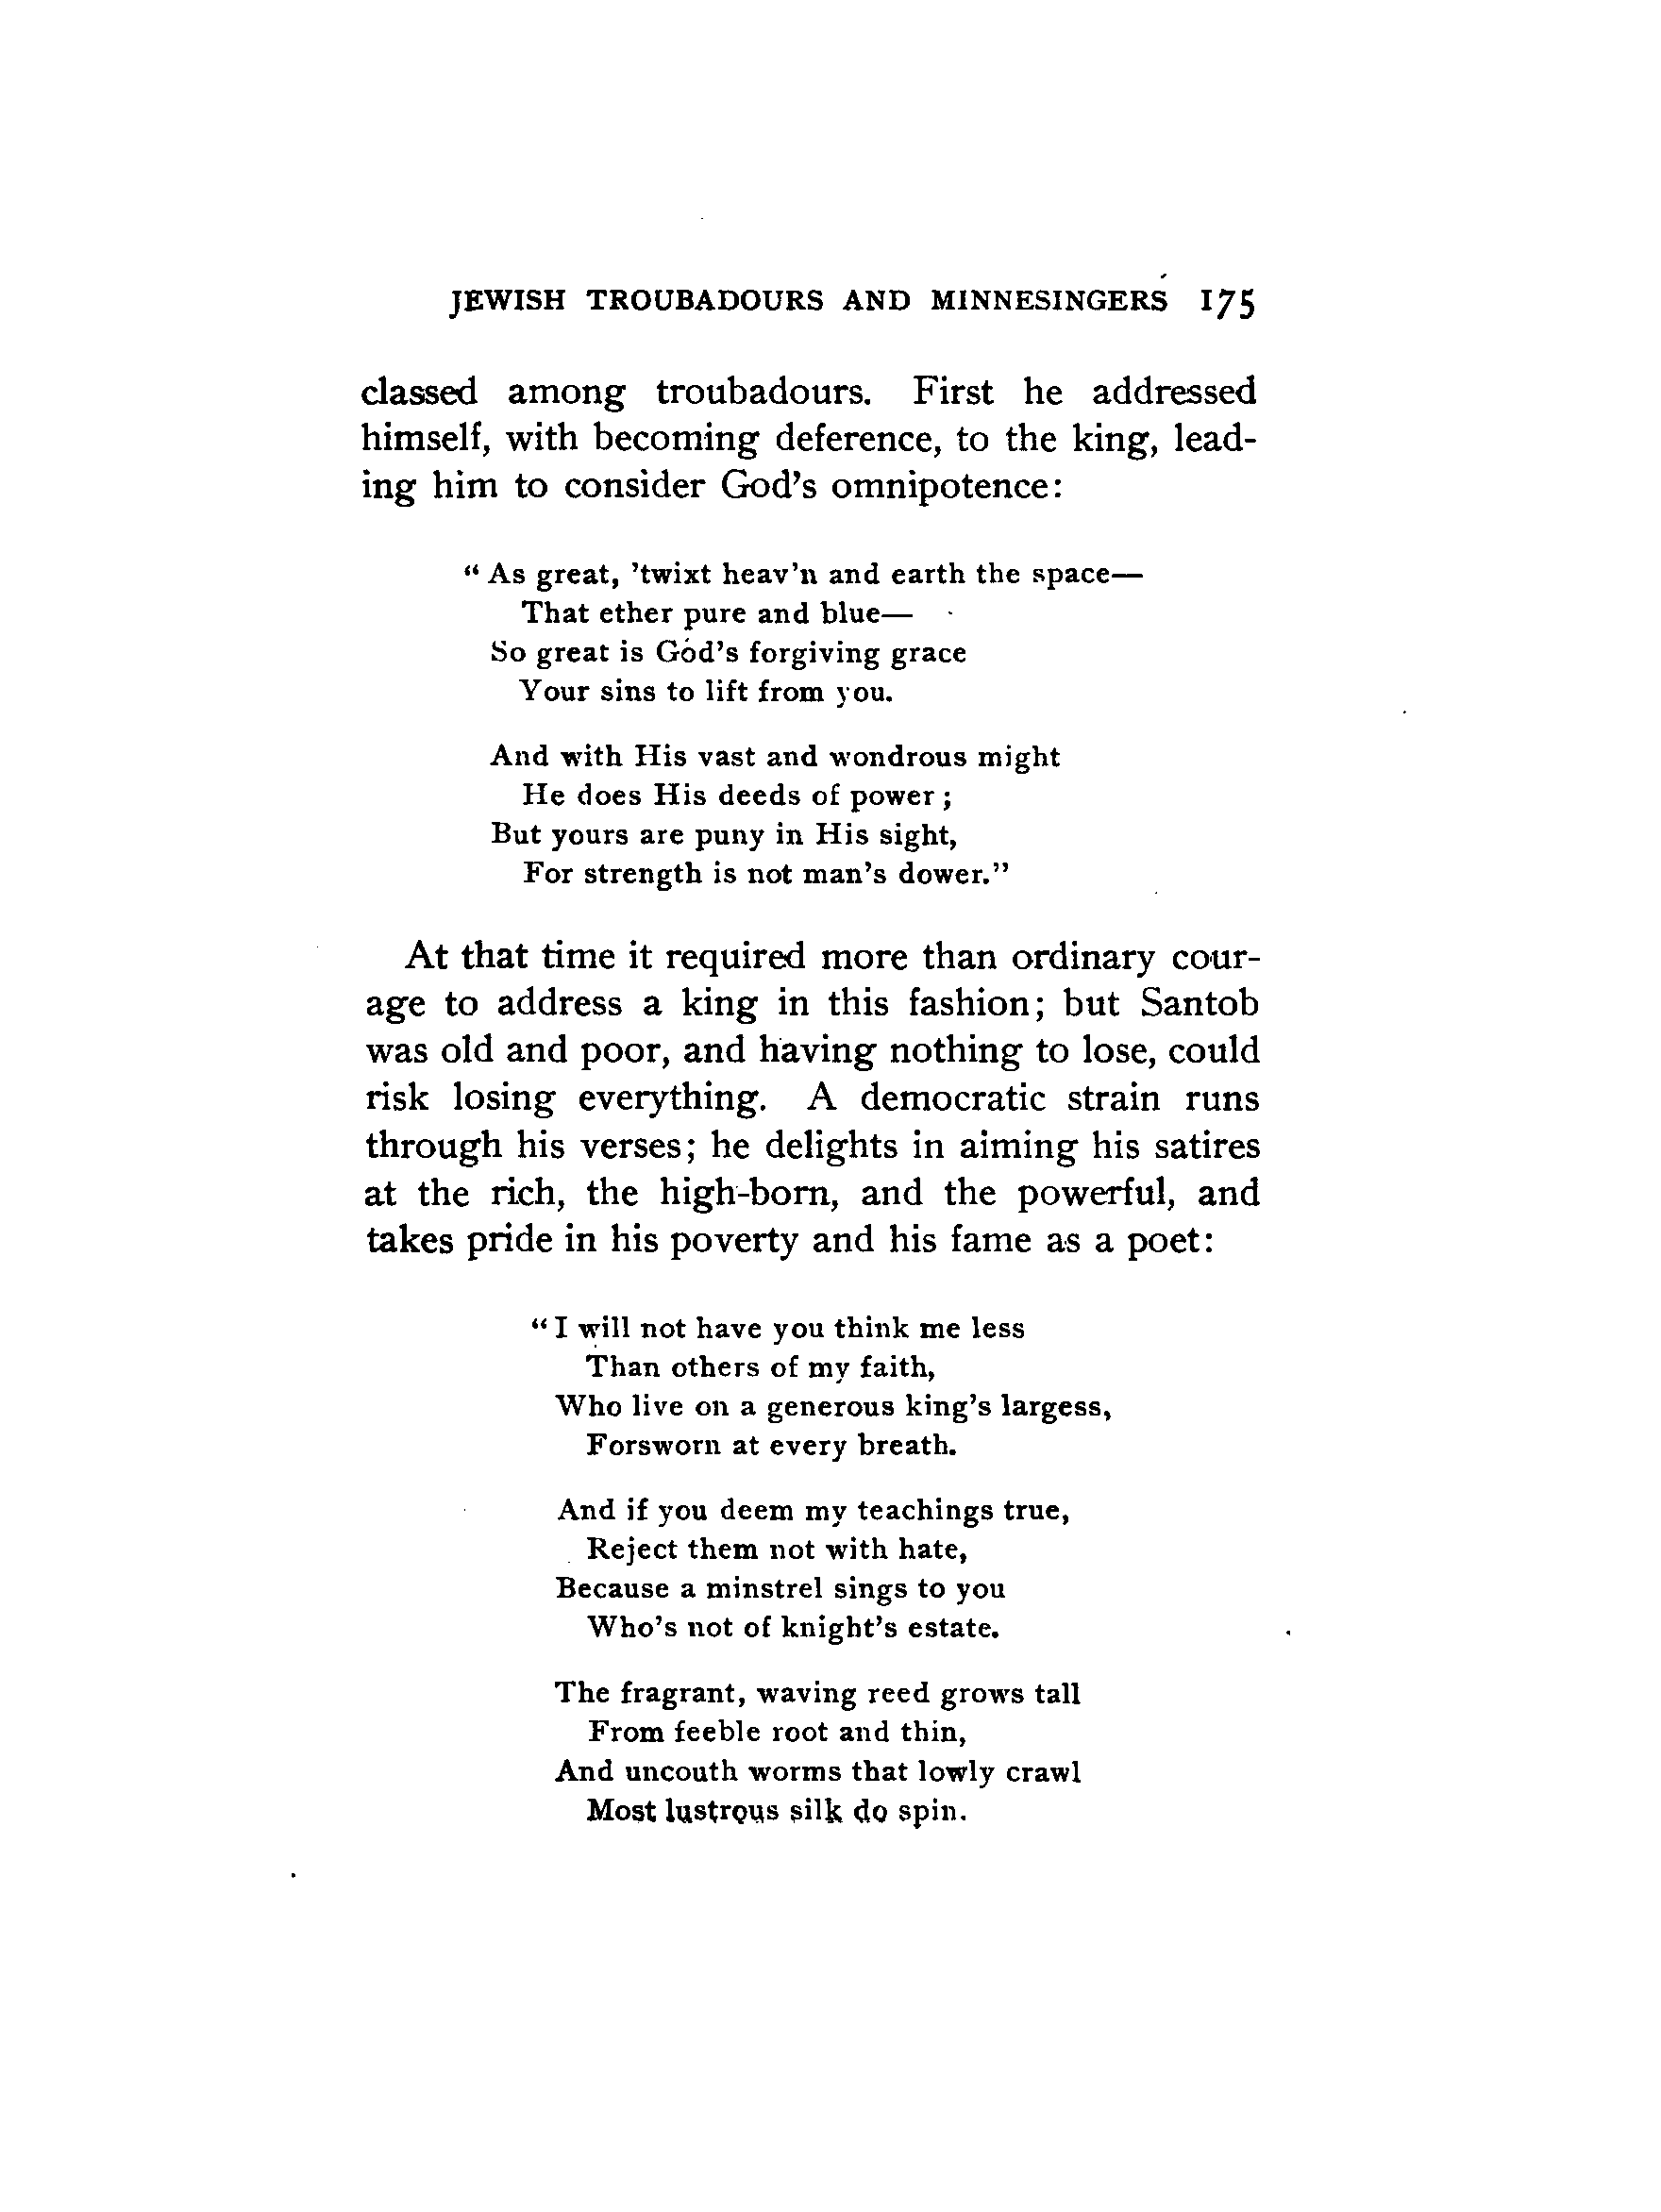 JEWISH TROUBADOURS AND MINNESINGERS 175
classed among troubadours. First he addressed
himself, with becoming deference, to the king, lead-
ing him to consider God's omnipotence:
“ As great, 'twixt heav'n and earth the space—
That ether pure and blue—
So great is God's forgiving grace
Your sins to lift from you.
And with His vast and wondrous might
He does His deeds of power ;
But yours are puny in His sight,
For strength is not man's dower.”
At that time it required more than ordinary cour-
age to address a king in this fashion; but Santob
was old and poor, and having nothing to lose, could
risk losing everything. A democratic strain runs
through his verses; he delights in aiming his satires
at the rich, the high-born, and the powerful, and
takes pride in his poverty and his fame as a poet:
“ I will not have you think me less
Than others of my faith,
Who live on a generous king's largess,
Forsworn at every breath.
And if you deem my teachings true,
Reject them not with hate,
Because a minstrel sings to you
Who's not of knight's estate.
The fragrant, waving reed grows tall
From feeble root and thin,
And uncouth worms that lowly crawl
Most lustrous silk do spin.